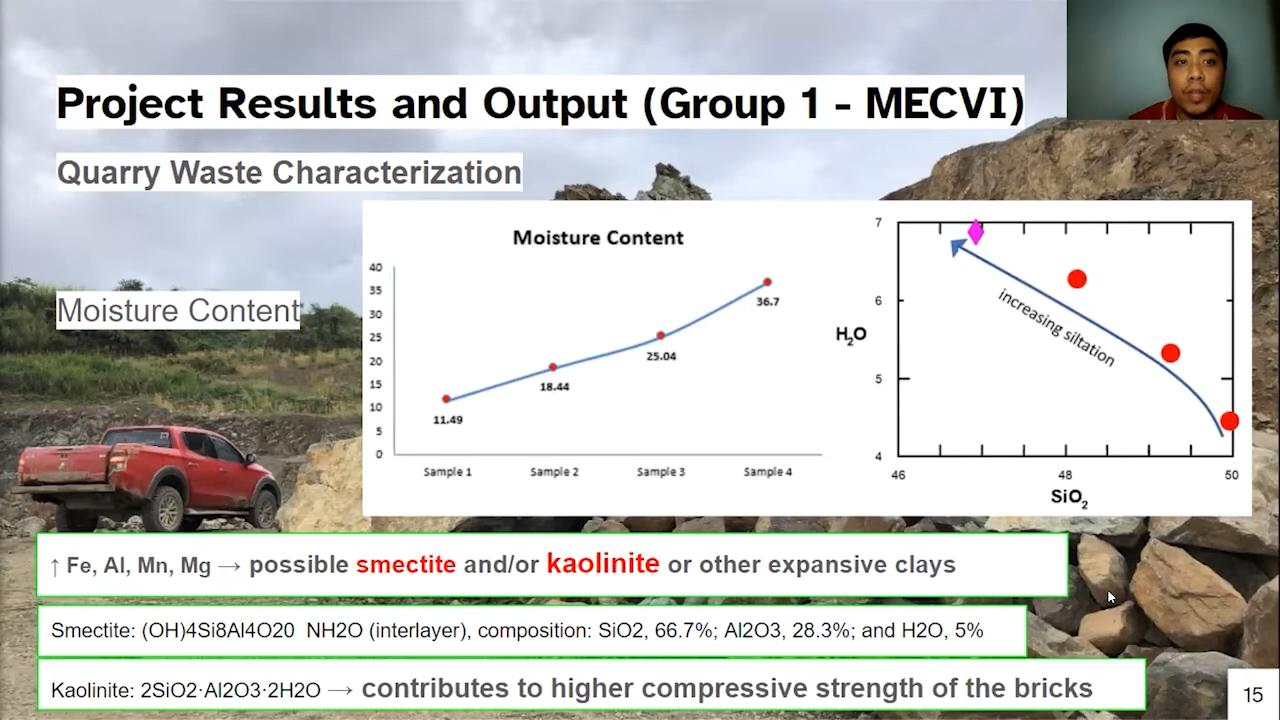 Project Results and Output (Group 1 - MECVI)
Quarry Waste Characterization
Moisture Content
Moisture Content
40
35
30
25
20
15
10
5
0
11.49
18.44
25.04
36.7
Sample 1
Sample 2
Sample 3
Sample 4
7
6
5
4
H₂O
increasing siltation
46
48
50
SiO₂
↑ Fe, Al, Mn, Mg → possible smectite and/or kaolinite or other expansive clays
Smectite: (OH)4Si8Al4O20 NH2O (interlayer), composition: SiO2, 66.7%; Al2O3, 28.3%; and H2O, 5%
Kaolinite: 2SiO2·Al2O3·2H2O → contributes to higher compressive strength of the bricks
15